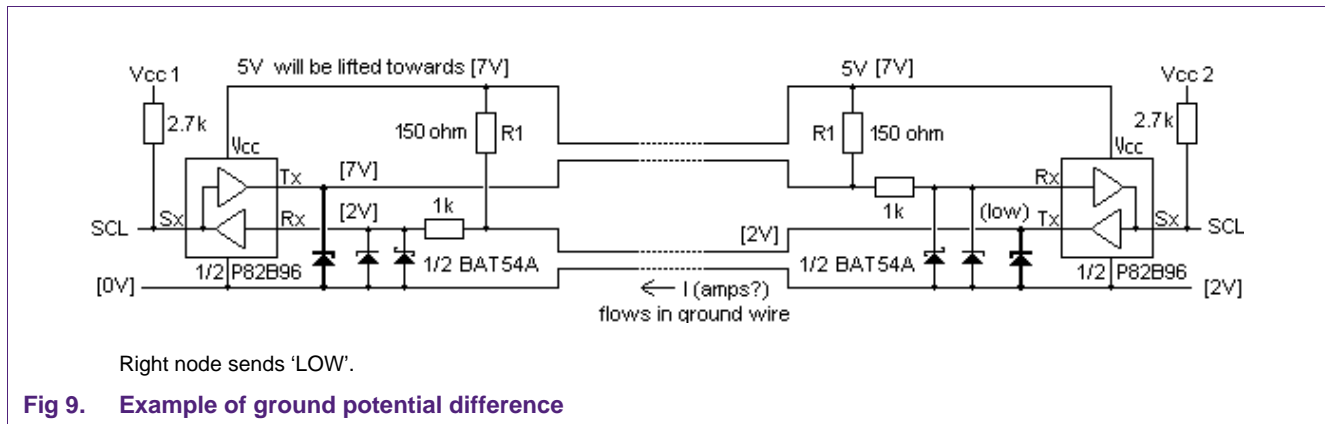 5V will be lifted towards [7V]
5V [7V]
Vcc 1
Vcc 2
2.7k
150 ohm
R1
R1
150 ohm
2.7k
Vcc
Vcc
Tx
[7V]
Rx
1k
(low)
Sx
Rx
[2V]
1k
Tx
Sx
SCL
[2V]
SCL
1/2 P82B96
1/2 BAT54A
1/2 BAT54A
1/2 P82B96
[0V]
I (amps?)
[2V]
flows in ground wire
Right node sends ‘LOW’.
Fig 9. Example of ground potential difference